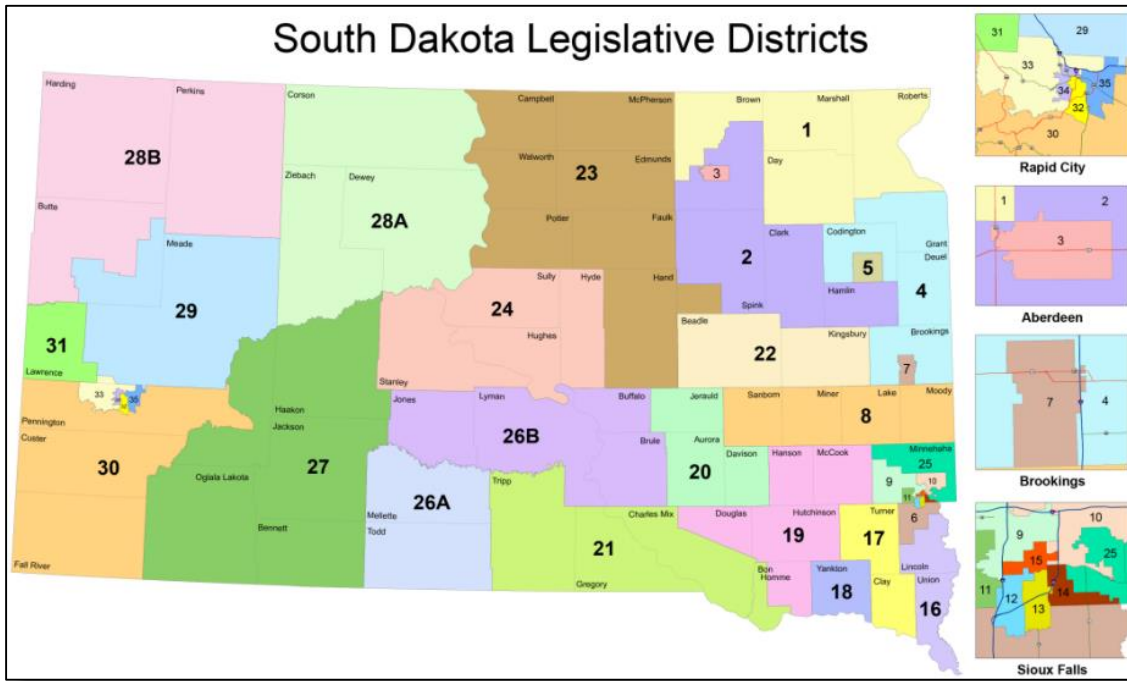 South Dakota Legislative Districts
Harding
Perkins
Corson
Campbell
McPherson
Brown
Marshall
Roberts
1
28B
Walworth
Edmunds
Day
3
23
Ziebach
Dewey
Butte
28A
Potter
Faulk
Meade
Clark
Codington
Grant
2
5
Deuel
Sully
Hyde
Hand
4
29
24
Spink
Hamlin
31
Hughes
Beadle
Kingsbury
Brookings
22
Lawrence
Stanley
7
33
35
Jones
Lyman
Buffalo
Jerauld
Sanborn
Miner
Lake
Moody
Haakon
8
Pennington
Jackson
26B
Custer
Brule
Aurora
Minnehaha
30
27
20
Davison
Hanson
McCook
25
Oglala Lakota
9
10
26A
Tripp
11
Mellette
Charles Mix
Douglas
Hutchinson
Turner
6
Bennett
Todd
19
17
21
Lincoln
Fall River
Bon
Homme
Yankton
Gregory
18
Clay
Union
16
31
29
33
35
34
32
30
Rapid City
1
2
3
Aberdeen
7
4
Brookings
9
10
15
25
11
12
14
13
Sioux Falls